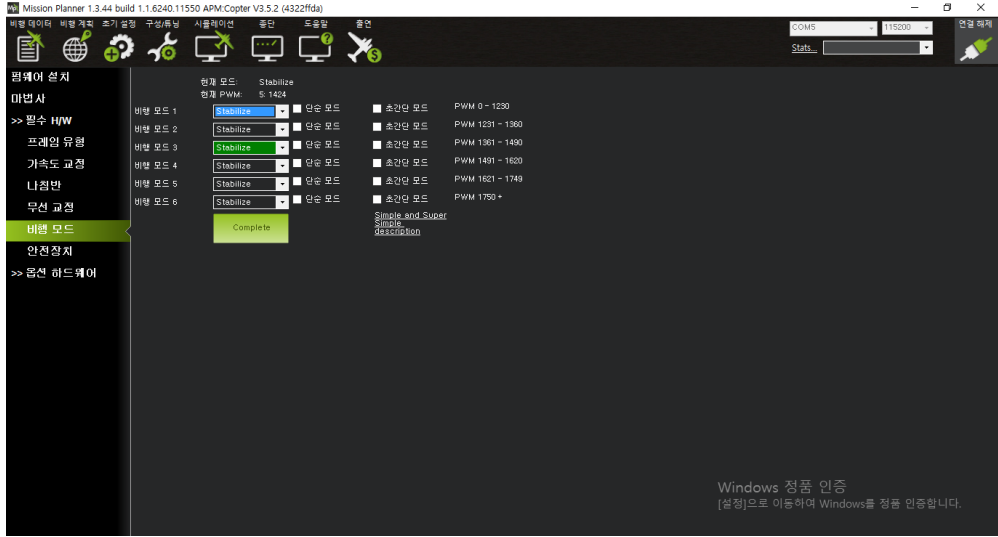 Mission Planner 1.3.44 build 1.1.6240.11550 APM:Copter V3.5.2 (4322ffda)
비행 데이터 비행 계획 초기 설정 구성/튜닝 시뮬레이션 종단 도움말 출연
COM5 115200 연결 해제
Stats...
펌웨어 설치
마법사
>> 필수 H/W
프레임 유형
가속도 교정
나침반
무선 교정
비행 모드
안전장치
>> 옵션 하드웨어
현재 모드: Stabilize
현재 PWM: 5: 1424
비행 모드 1 Stabilize 단순 모드 초간단 모드 PWM 0 - 1230
비행 모드 2 Stabilize 단순 모드 초간단 모드 PWM 1231 - 1360
비행 모드 3 Stabilize 단순 모드 초간단 모드 PWM 1361 - 1490
비행 모드 4 Stabilize 단순 모드 초간단 모드 PWM 1491 - 1620
비행 모드 5 Stabilize 단순 모드 초간단 모드 PWM 1621 - 1749
비행 모드 6 Stabilize 단순 모드 초간단 모드 PWM 1750 +
Complete
Simple and Super
Simple
description
Windows 정품 인증
[설정]으로 이동하여 Windows를 정품 인증합니다.